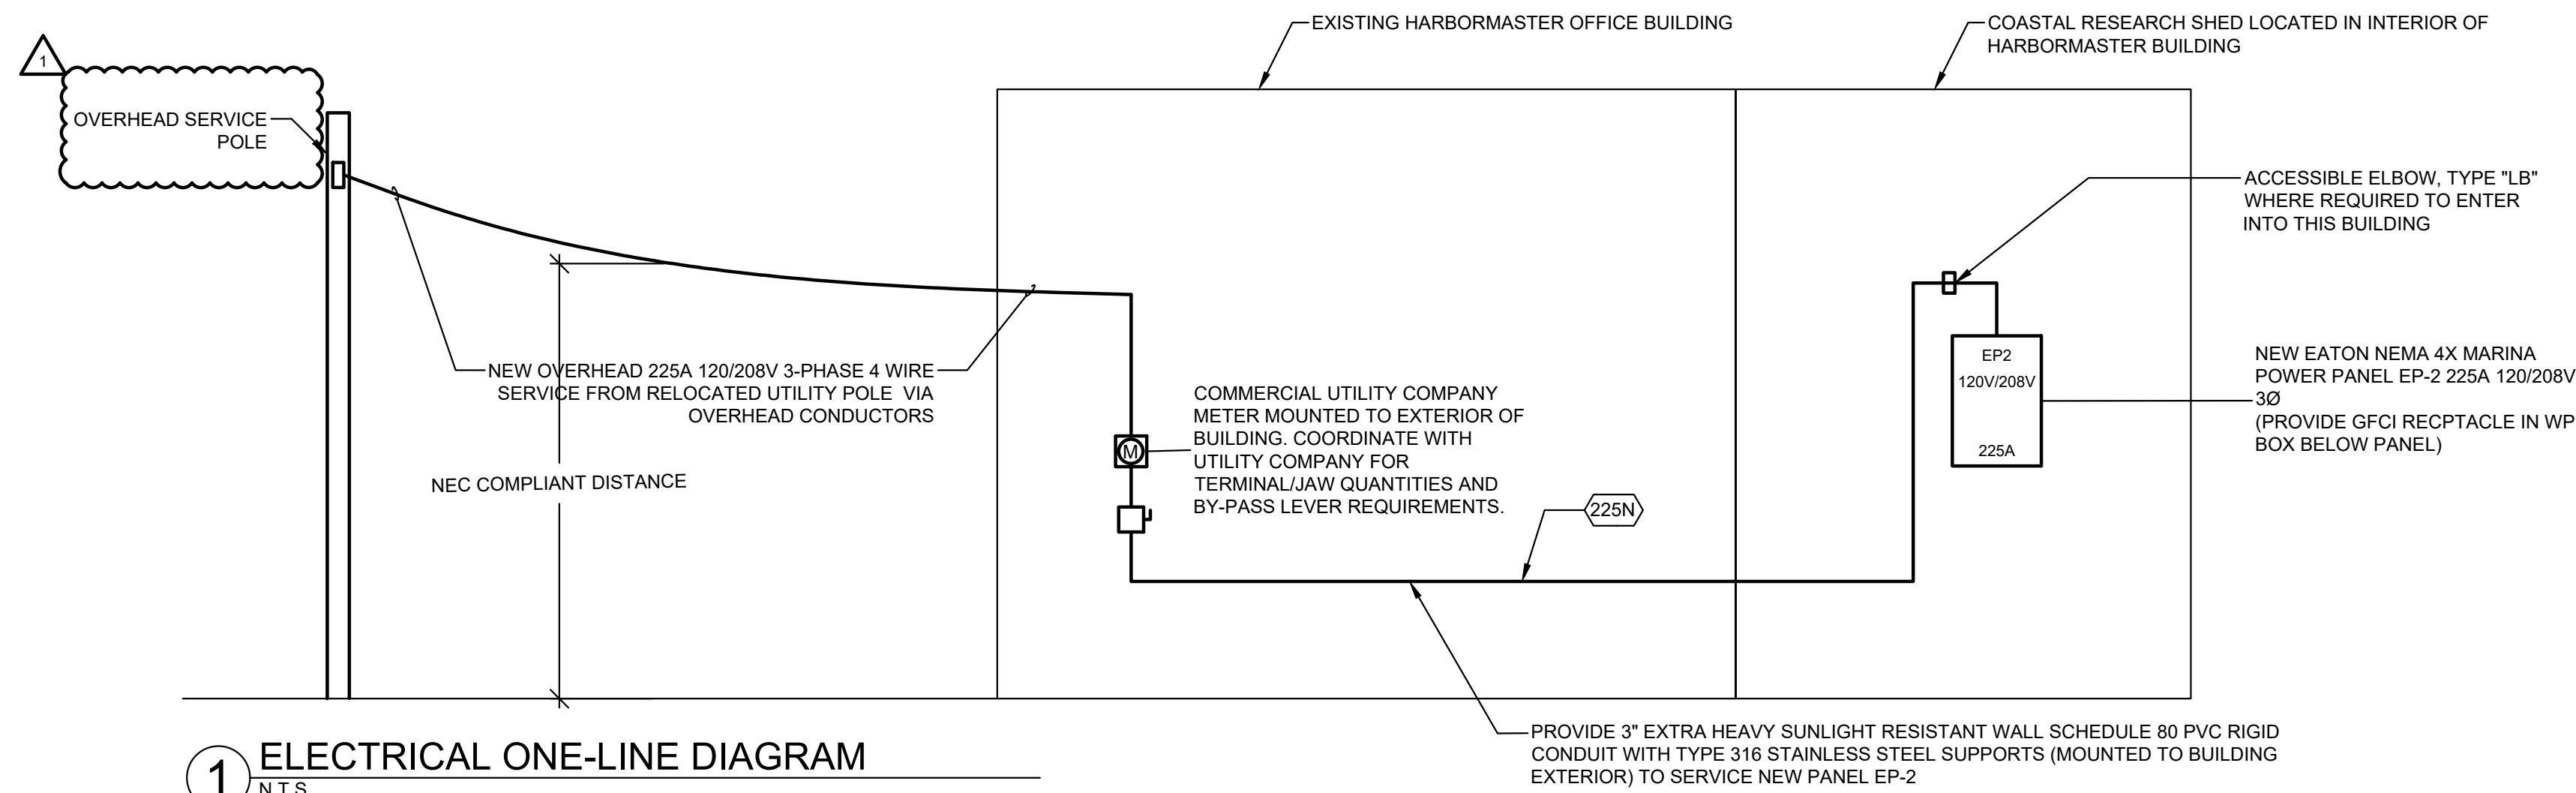 EXISTING HARBORMASTER OFFICE BUILDING
COASTAL RESEARCH SHED LOCATED IN INTERIOR OF
HARBORMASTER BUILDING
1
OVERHEAD SERVICE
POLE
ACCESSIBLE ELBOW, TYPE "LB"
WHERE REQUIRED TO ENTER
INTO THIS BUILDING
NEW OVERHEAD 225A 120/208V 3-PHASE 4 WIRE
SERVICE FROM RELOCATED UTILITY POLE VIA
OVERHEAD CONDUCTORS
NEC COMPLIANT DISTANCE
M
COMMERCIAL UTILITY COMPANY
METER MOUNTED TO EXTERIOR OF
BUILDING. COORDINATE WITH
UTILITY COMPANY FOR
TERMINAL/JAW QUANTITIES AND
BY-PASS LEVER REQUIREMENTS.
225N
EP2
120V/208V
225A
NEW EATON NEMA 4X MARINA
POWER PANEL EP-2 225A 120/208V
3Ø
(PROVIDE GFCI RECPTACLE IN WP
BOX BELOW PANEL)
PROVIDE 3" EXTRA HEAVY SUNLIGHT RESISTANT WALL SCHEDULE 80 PVC RIGID
CONDUIT WITH TYPE 316 STAINLESS STEEL SUPPORTS (MOUNTED TO BUILDING
EXTERIOR) TO SERVICE NEW PANEL EP-2
1
ELECTRICAL ONE-LINE DIAGRAM
N.T.S.